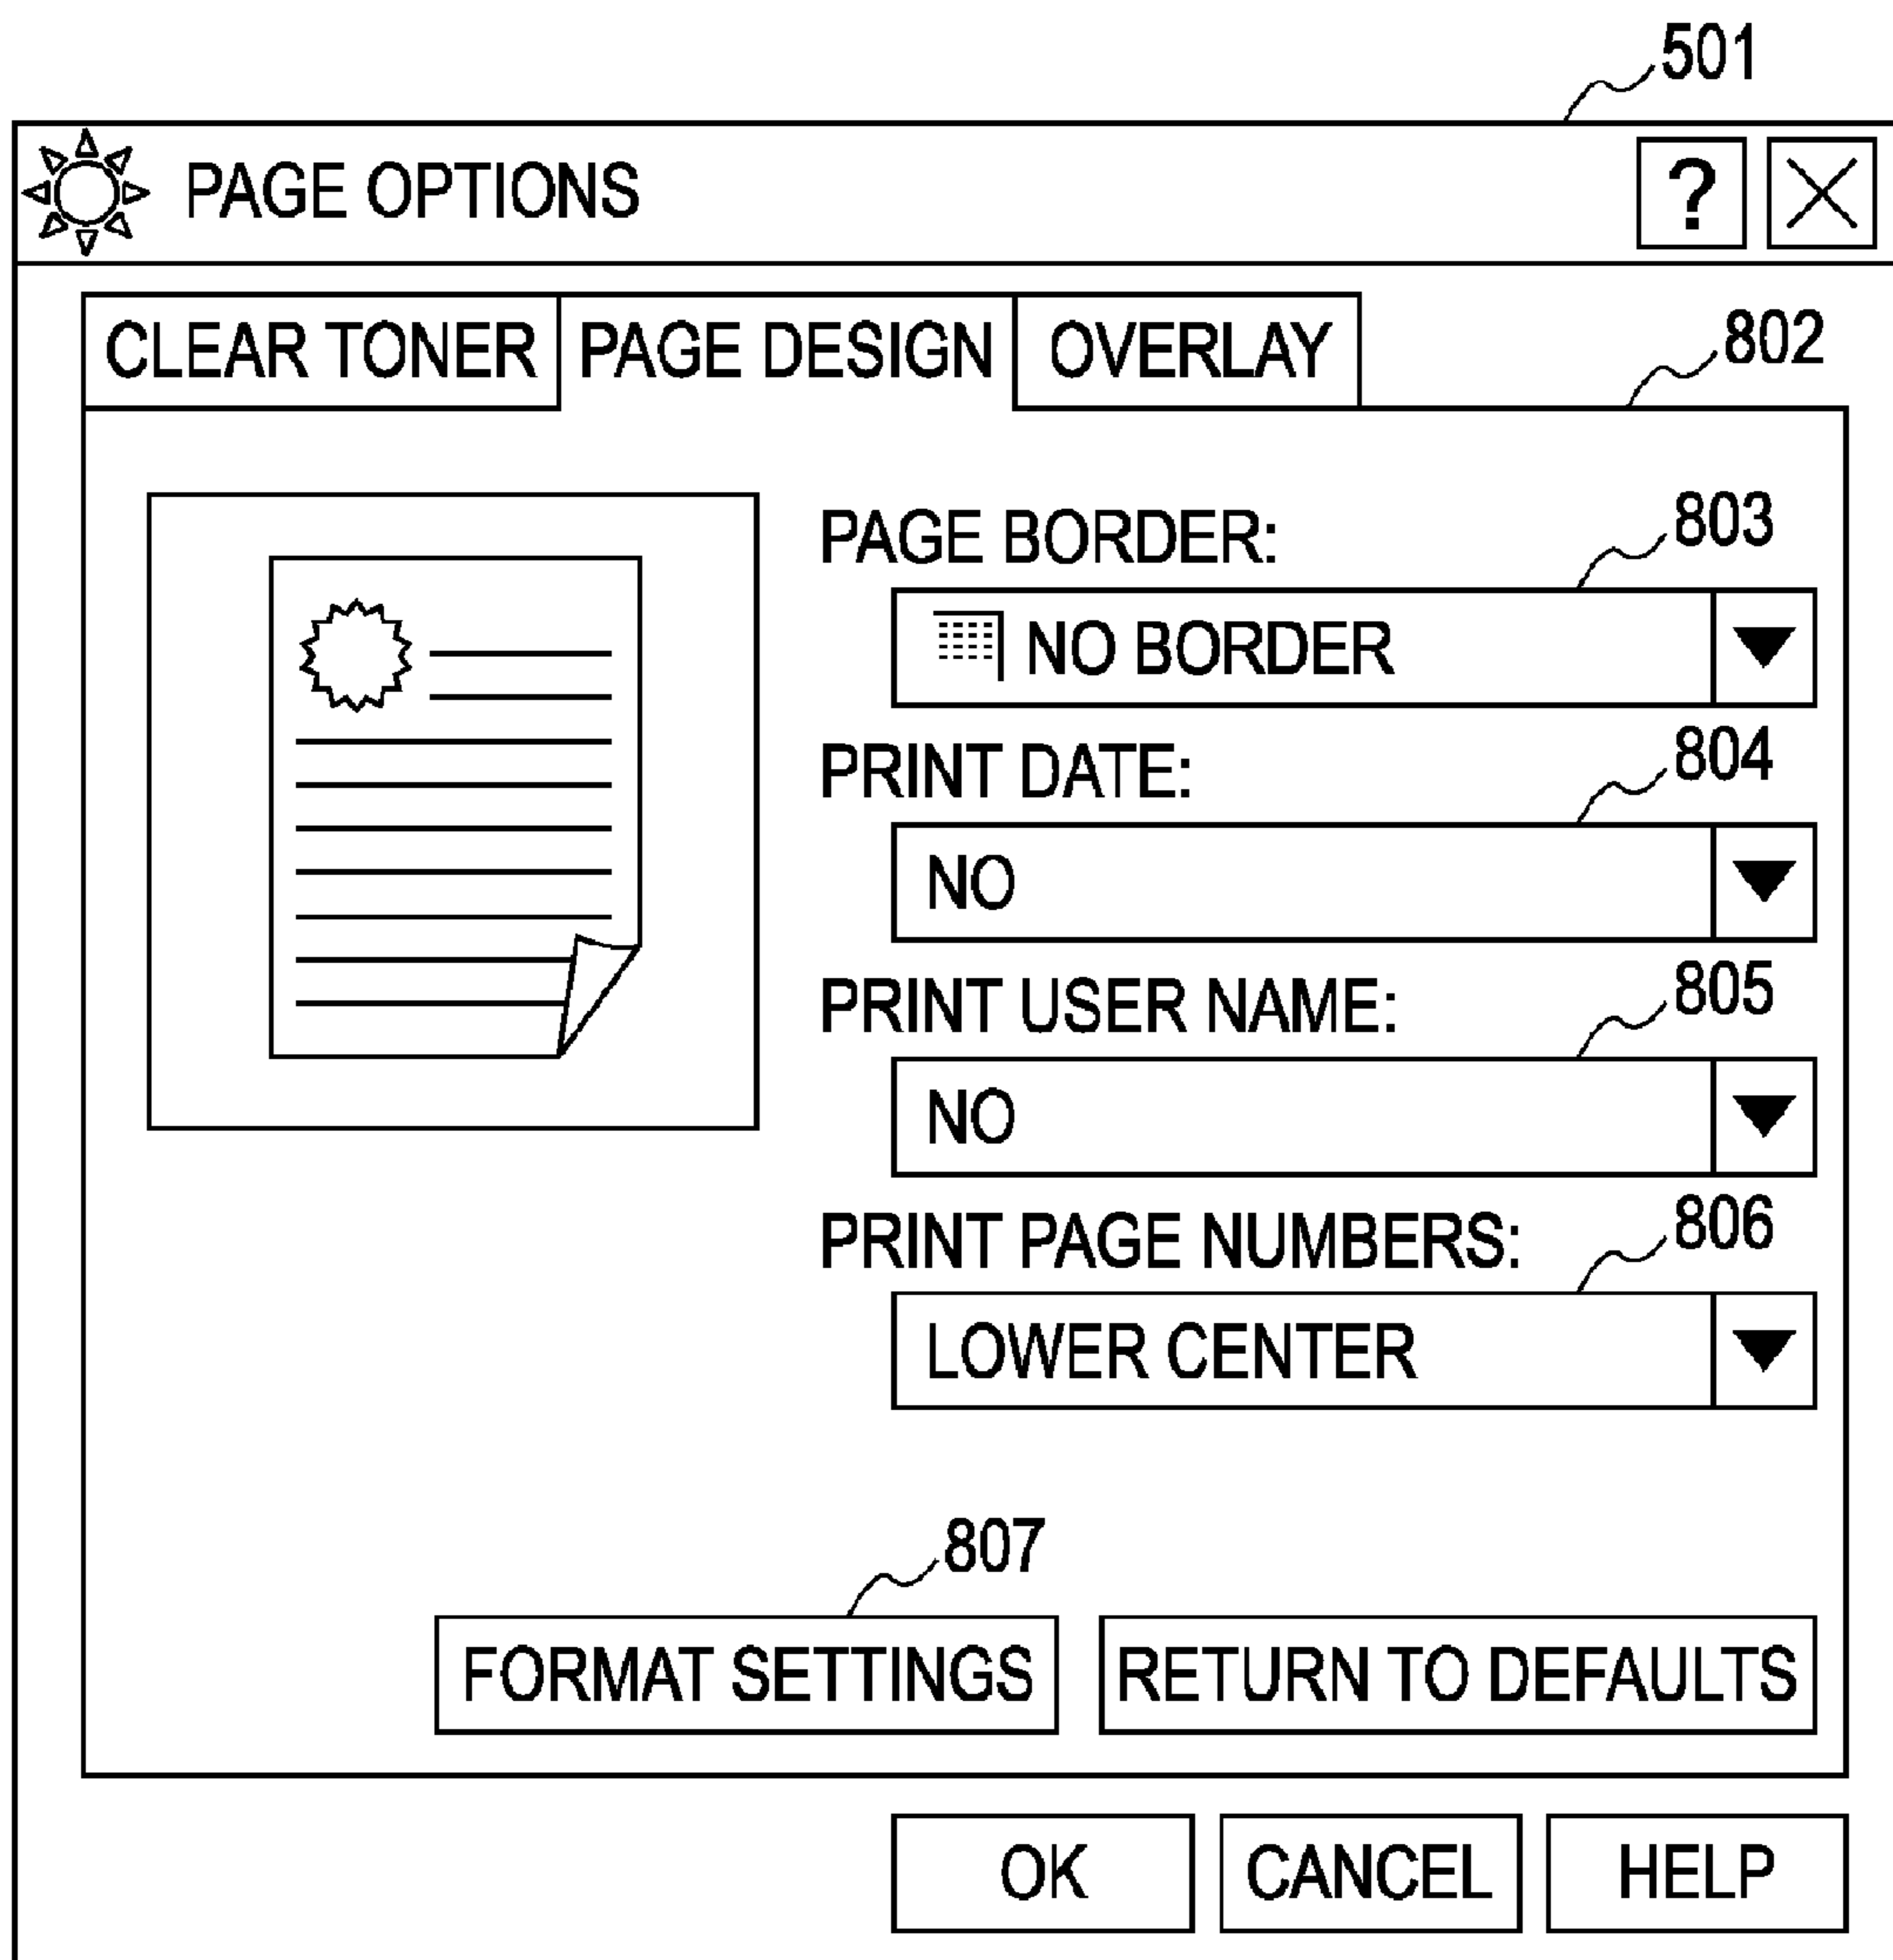 501
PAGE OPTIONS ?
CLEAR TONER PAGE DESIGN OVERLAY
802
PAGE BORDER:
803
NO BORDER
PRINT DATE:
804
NO
PRINT USER NAME:
805
NO
PRINT PAGE NUMBERS:
806
LOWER CENTER
807
FORMAT SETTINGS RETURN TO DEFAULTS
OK CANCEL HELP